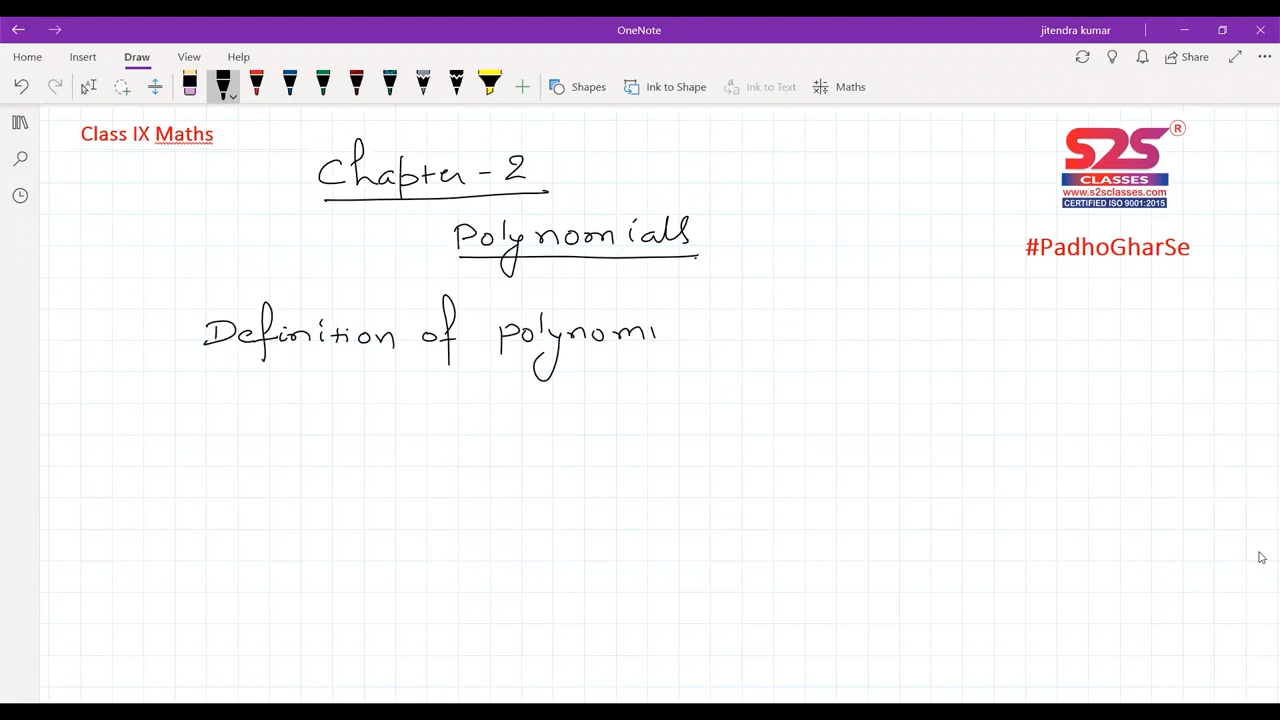 OneNote
jitendra kumar
Home Insert Draw View Help
Share
Shapes Ink to Shape Ink to Text Maths
Class IX Maths
Chapter - 2
Polynomials
Definition of polynomi
S2S
R
CLASSES
www.s2sclasses.com
CERTIFIED ISO 9001:2015
#PadhoGharSe